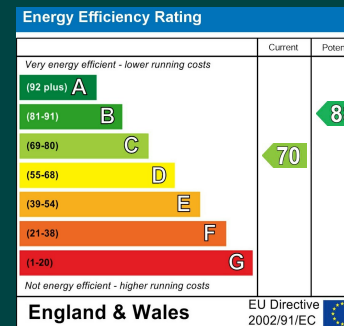 Energy Efficiency Rating
Current
Very energy efficient - lower running costs
(92 plus) A
(81-91) B
(69-80) C
70
(55-68) D
(39-54) E
(21-38) F
(1-20) G
Not energy efficient - higher running costs
England & Wales
EU Directive
2002/91/EC